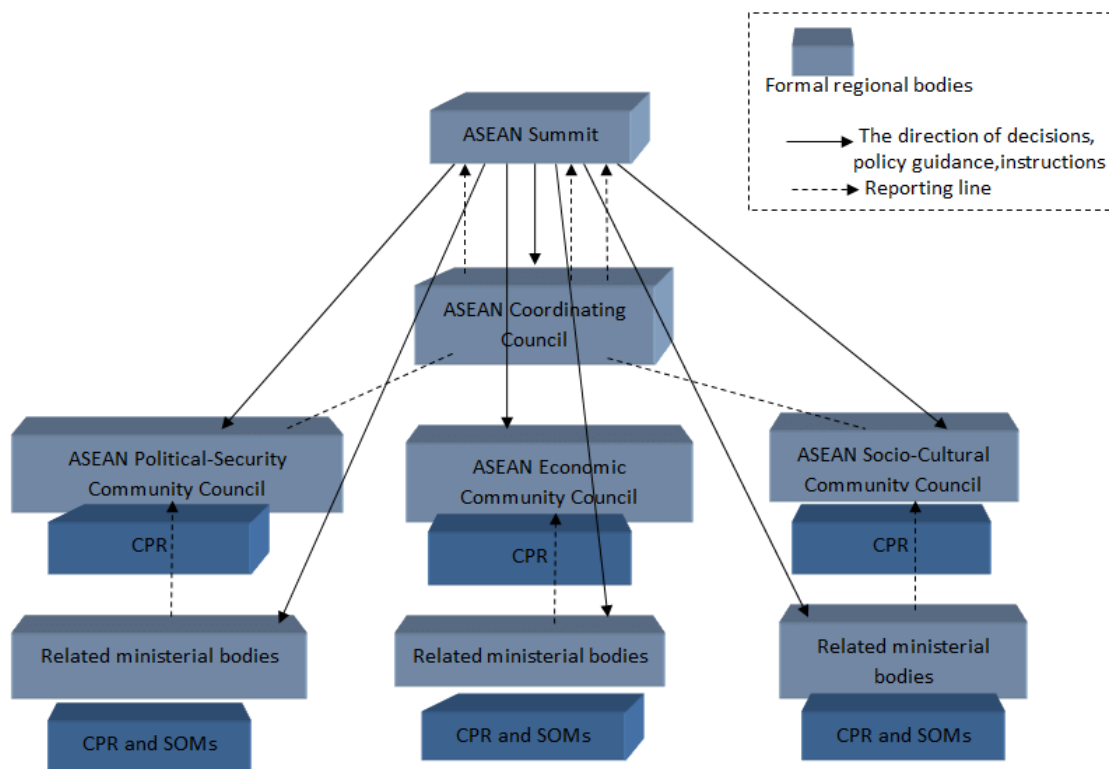 Formal regional bodies
The direction of decisions,
policy guidance,instructions
Reporting line
ASEAN Summit
ASEAN Coordinating
Council
ASEAN Political-Security
Community Council
ASEAN Economic
Community Council
ASEAN Socio-Cultural
Community Council
CPR
CPR
CPR
Related ministerial bodies
Related ministerial bodies
Related ministerial
bodies
CPR and SOMs
CPR and SOMs
CPR and SOMs